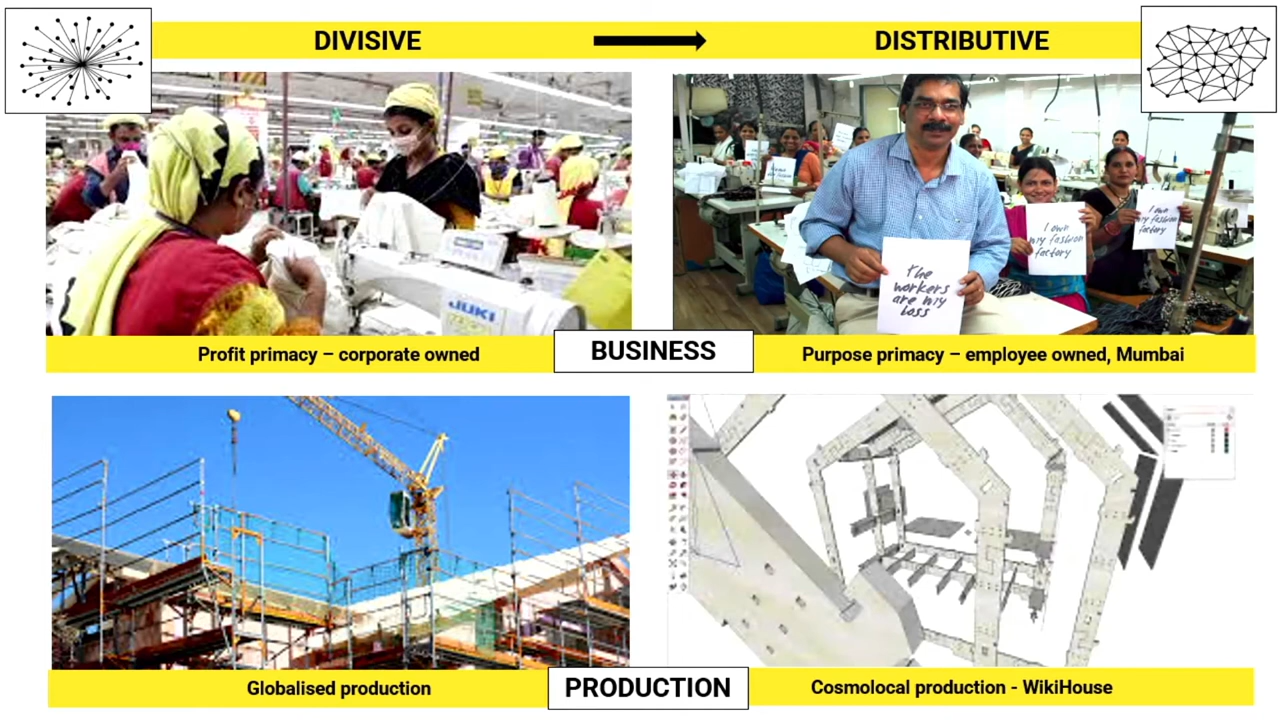 DIVISIVE
DISTRIBUTIVE
JUKI
The
workers
are my
boss
I own
my fashion
factory
I own
my fashion
factory
Profit primacy – corporate owned
BUSINESS
Purpose primacy – employee owned, Mumbai
Globalised production
PRODUCTION
Cosmolocal production - WikiHouse